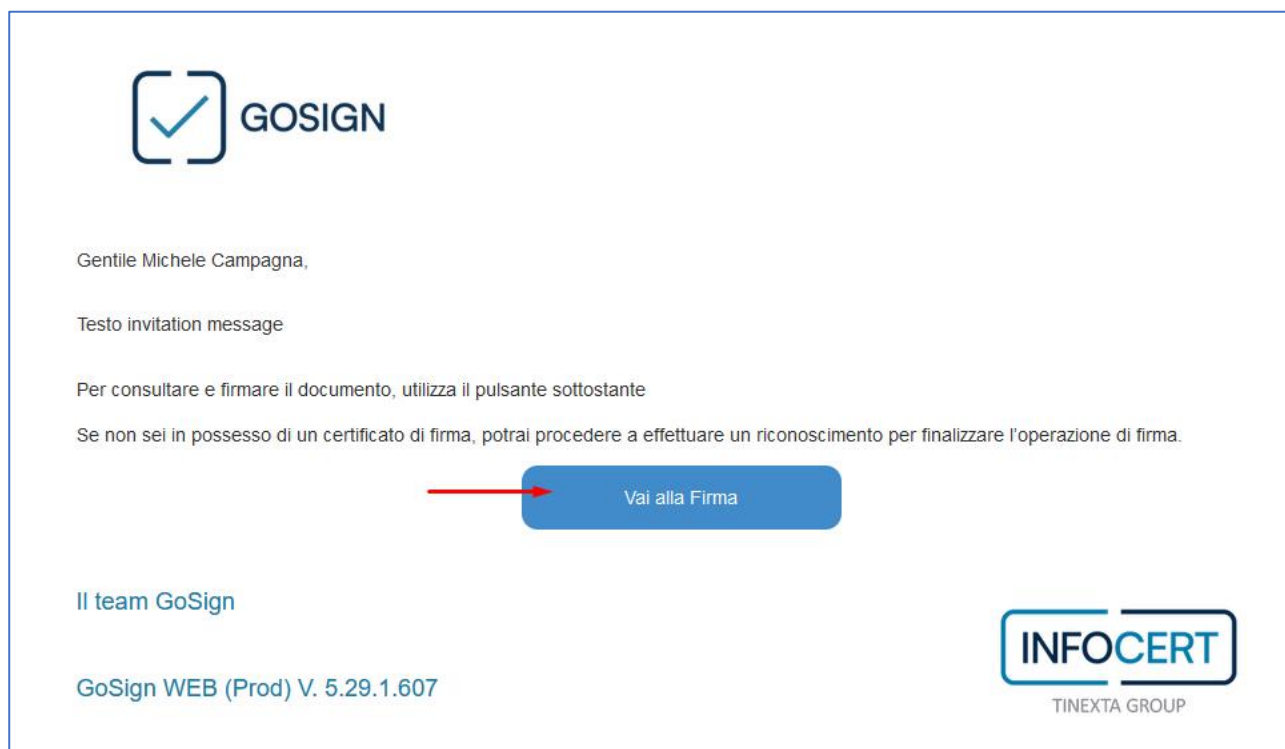 GOSIGN
Gentile Michele Campagna,
Testo invitation message
Per consultare e firmare il documento, utilizza il pulsante sottostante
Se non sei in possesso di un certificato di firma, potrai procedere a effettuare un riconoscimento per finalizzare l'operazione di firma.
Vai alla Firma
Il team GoSign
GoSign WEB (Prod) V. 5.29.1.607
INFOCERT
TINEXTA GROUP